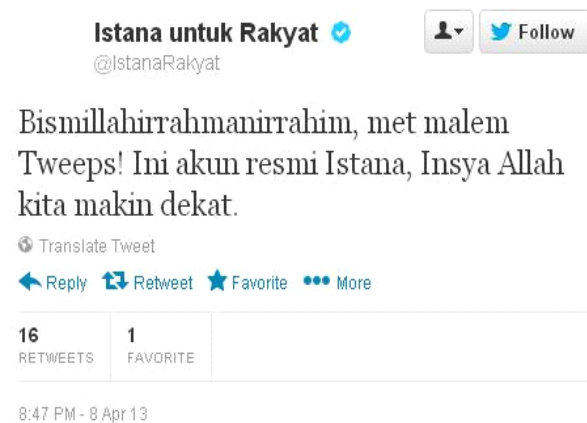 Istana untuk Rakyat
Follow
@IstanaRakyat
Bismillahirrahmanirrahim, met malem
Tweeps! Ini akun resmi Istana, Insya Allah
kita makin dekat.
Translate Tweet
Reply Retweet Favorite More
16 1
RETWEETS FAVORITE
8:47 PM - 8 Apr 13